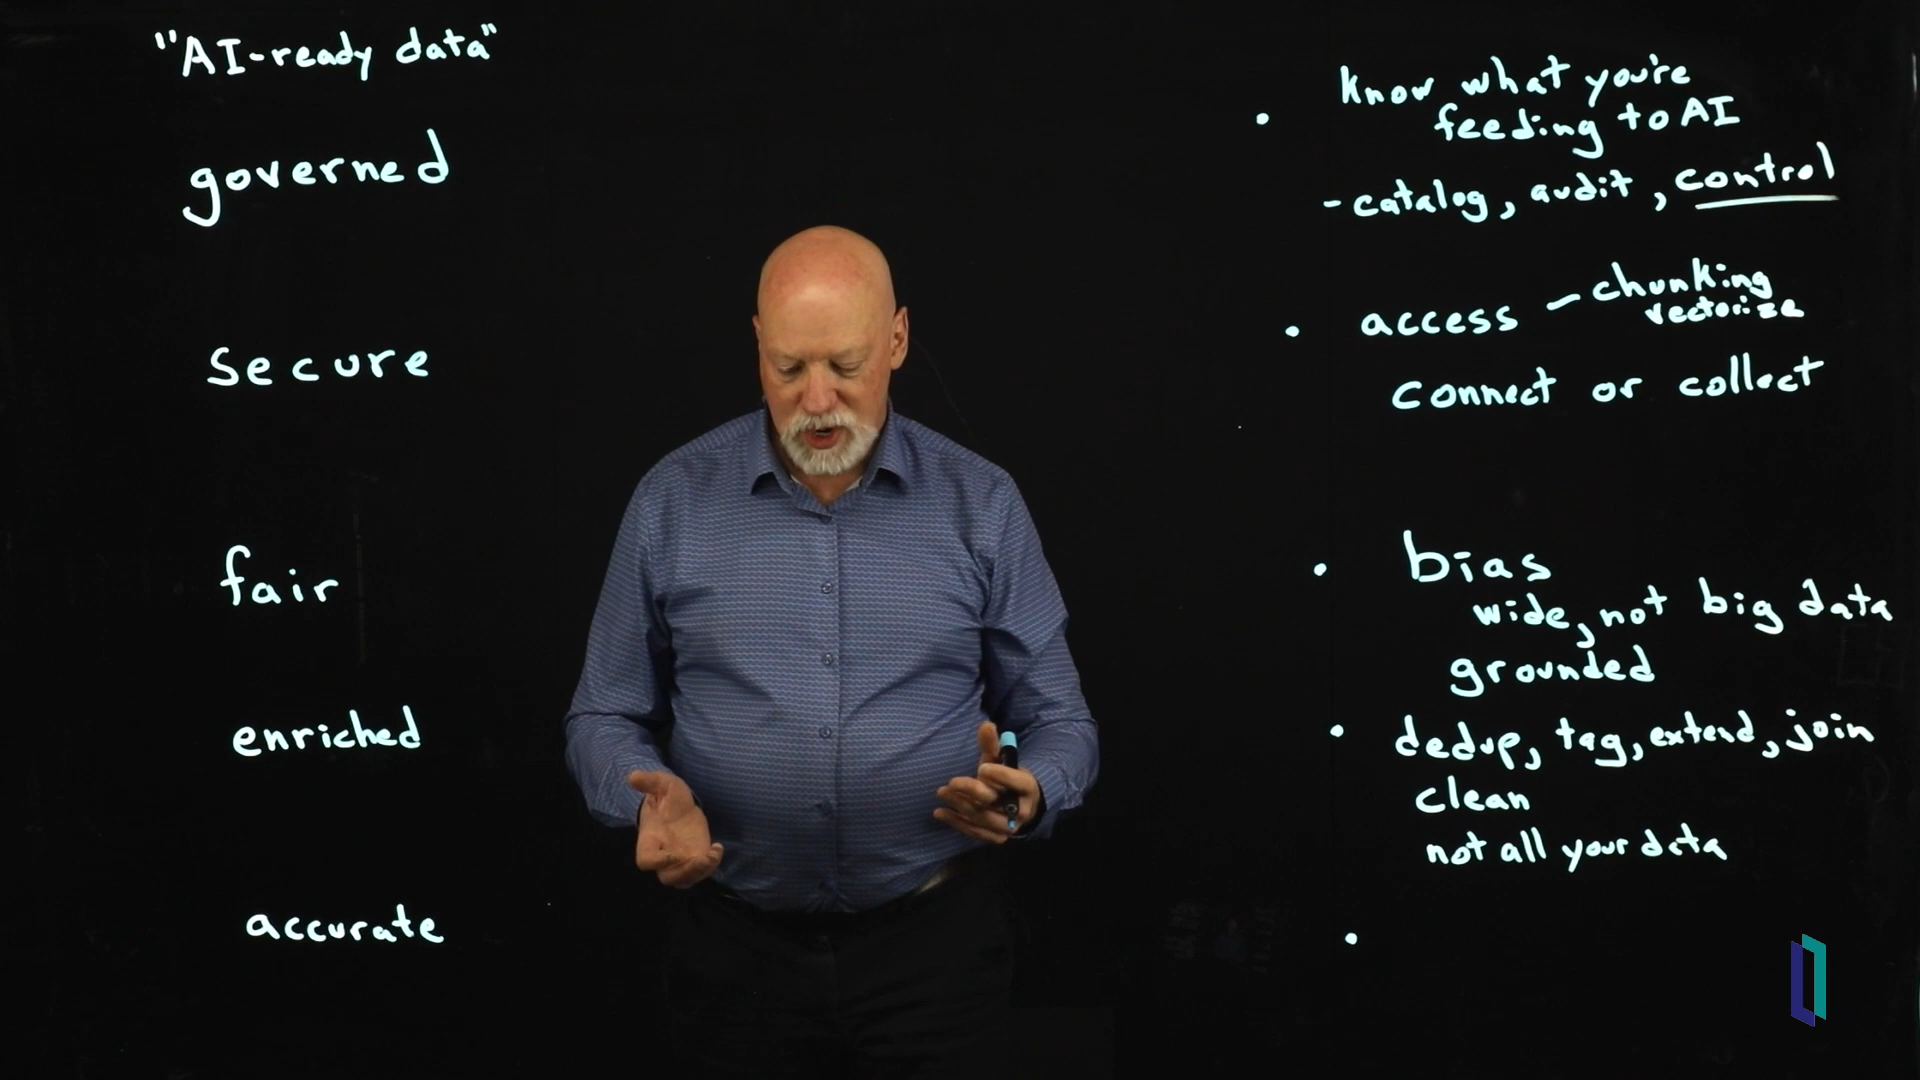 "AI-ready data"
governed
secure
fair
enriched
accurate
• Know what you're
feeding to AI
- catalog, audit, control
• access - chunking
vectorize
connect or collect
• bias
wide, not big data
grounded
• dedup, tag, extend, join
clean
not all your data
•